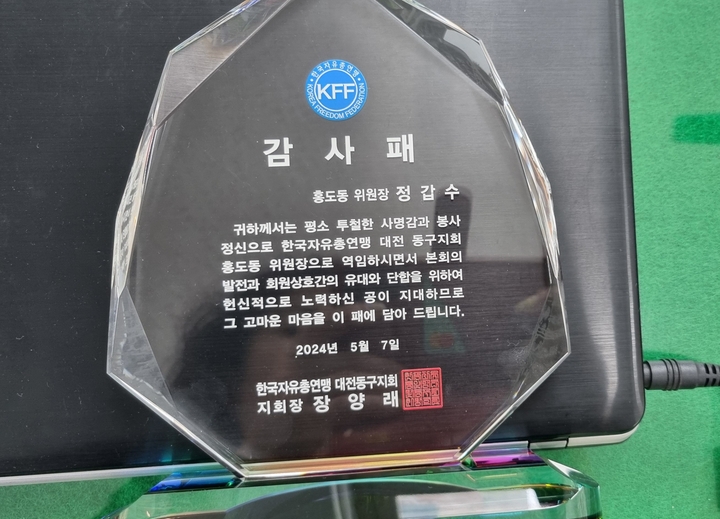 한국자유총연맹
KFF
KOREA FREEDOM FEDERATION
감사패
홍도동 위원장 정갑수
귀하께서는 평소 투철한 사명감과 봉사
정신으로 한국자유총연맹 대전 동구지회
홍도동 위원장으로 역임하시면서 본회의
발전과 회원상호간의 유대와 단합을 위하여
헌신적으로 노력하신 공이 지대하므로
그 고마운 마음을 이 패에 담아 드립니다.
2024년 5월 7일
한국자유총연맹 대전동구지회
지회장 장양래